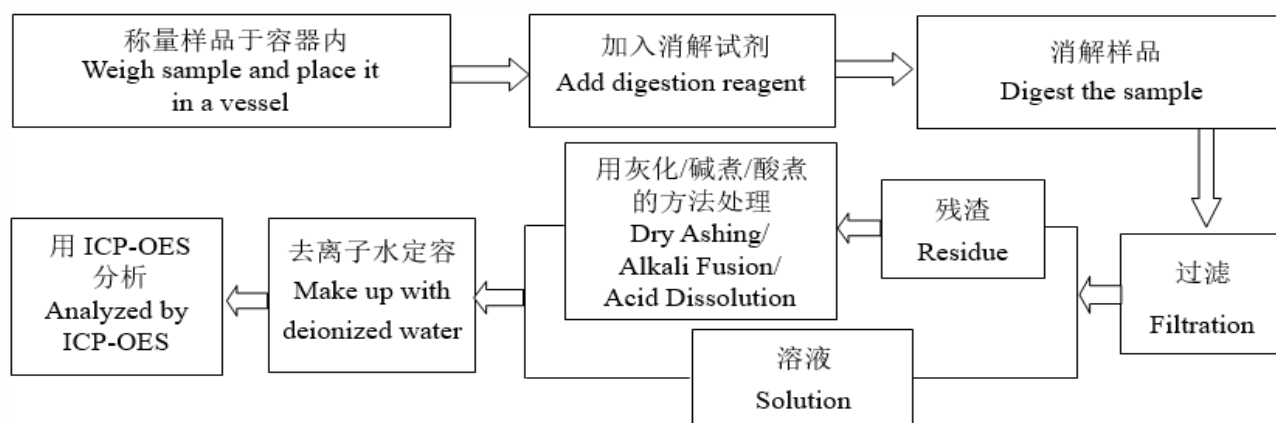 称量样品于容器内
Weigh sample and place it
in a vessel
加入消解试剂
Add digestion reagent
消解样品
Digest the sample
过滤
Filtration
残渣
Residue
用灰化/碱煮/酸煮
的方法处理
Dry Ashing/
Alkali Fusion/
Acid Dissolution
溶液
Solution
去离子水定容
Make up with
deionized water
用 ICP-OES
分析
Analyzed by
ICP-OES